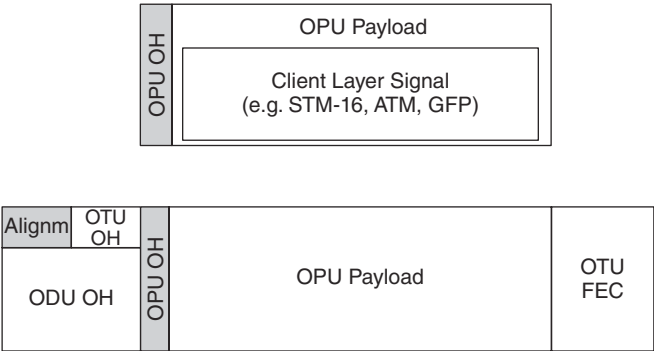 OPU OH
OPU Payload
Client Layer Signal
(e.g. STM-16, ATM, GFP)
Alignm
OTU
OH
ODU OH
OPU OH
OPU Payload
OTU
FEC